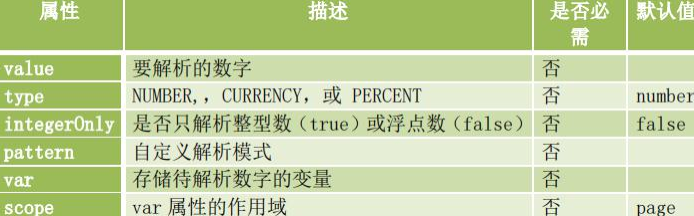 属性 描述 是否必需 默认值
value 要解析的数字 否
type NUMBER,，CURRENCY，或 PERCENT 否 number
integerOnly 是否只解析整型数（true）或浮点数（false） 否 false
pattern 自定义解析模式 否
var 存储待解析数字的变量 否
scope var 属性的作用域 否 page